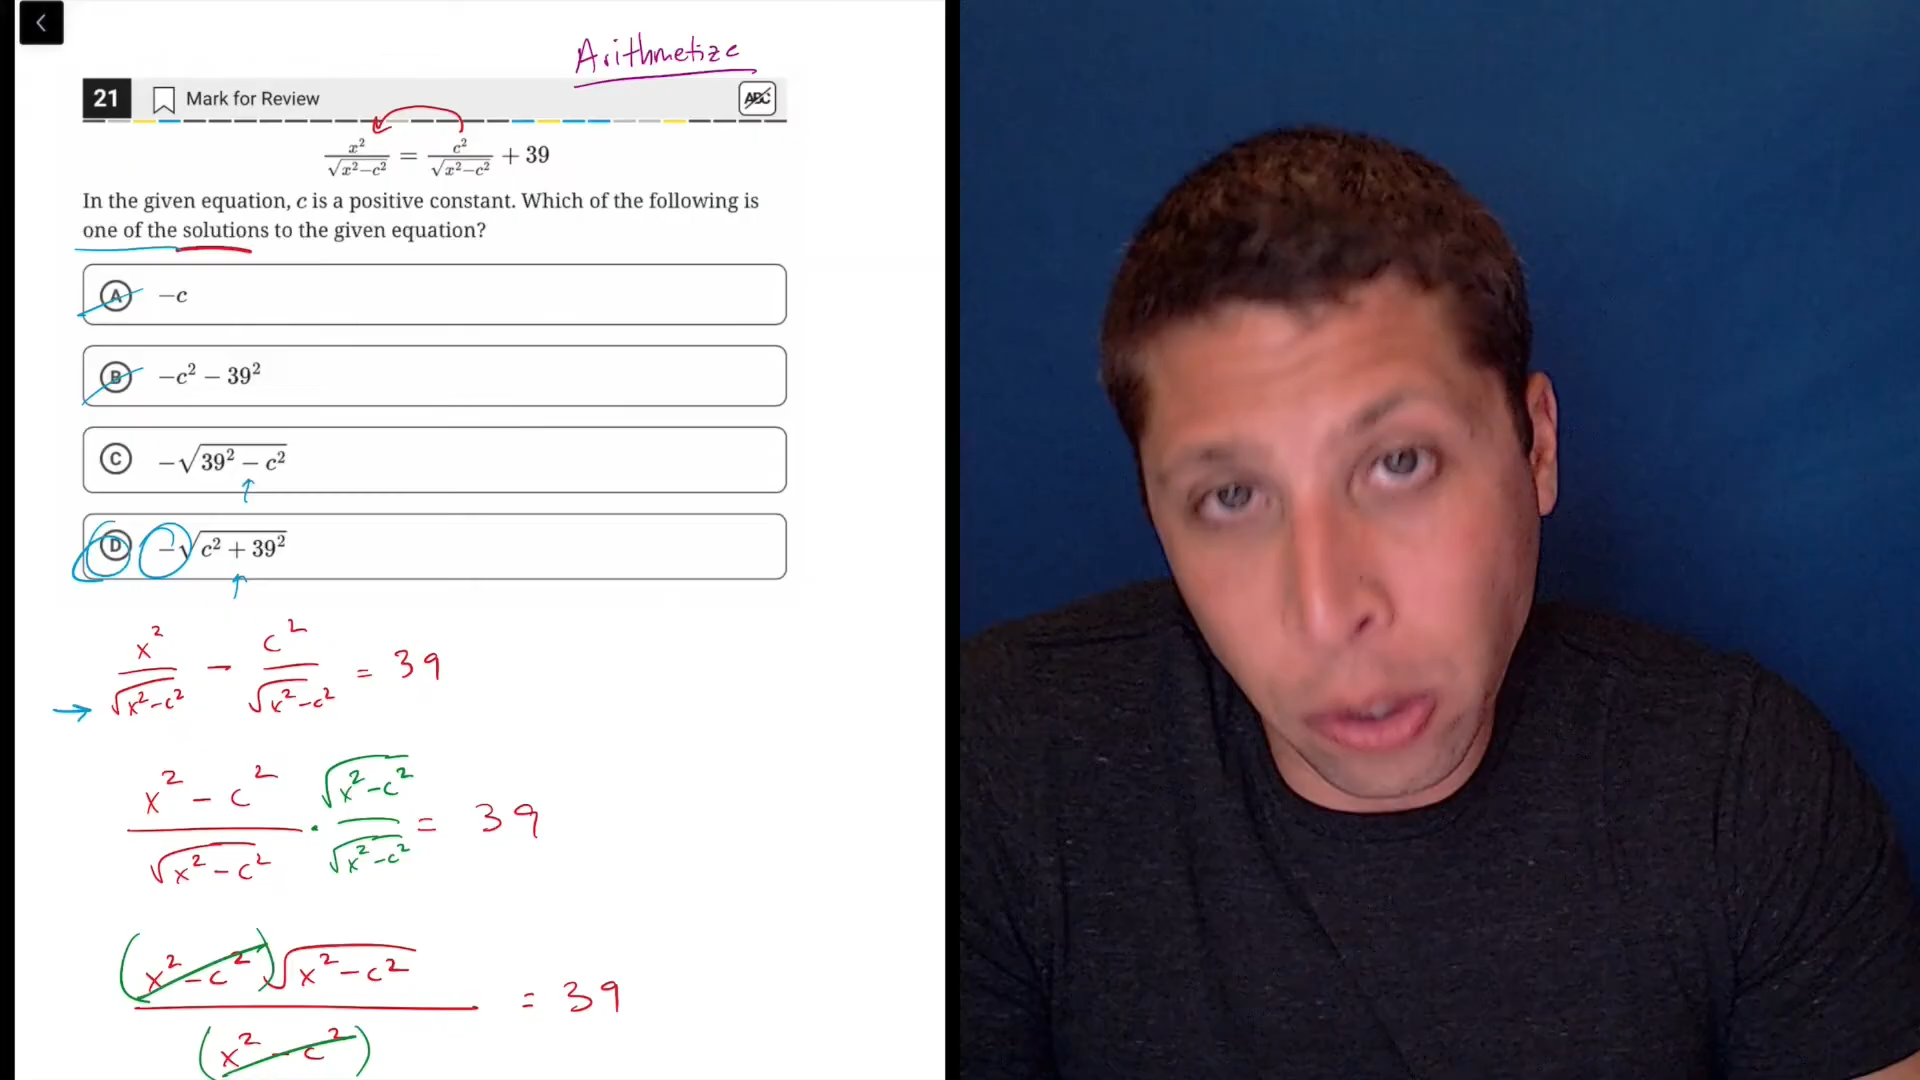 Arithmetize
21 Mark for Review ABC
x²/√(x²−c²) = c²/√(x²−c²) + 39
In the given equation, c is a positive constant. Which of the following is
one of the solutions to the given equation?
A −c
B −c² − 39²
C −√(39² − c²)
D −√(c² + 39²)
x²/√(x²−c²) − c²/√(x²−c²) = 39
(x² − c²)/√(x² − c²) · √(x²−c²)/√(x²−c²) = 39
(x² − c²)√(x²−c²)/(x² − c²) = 39